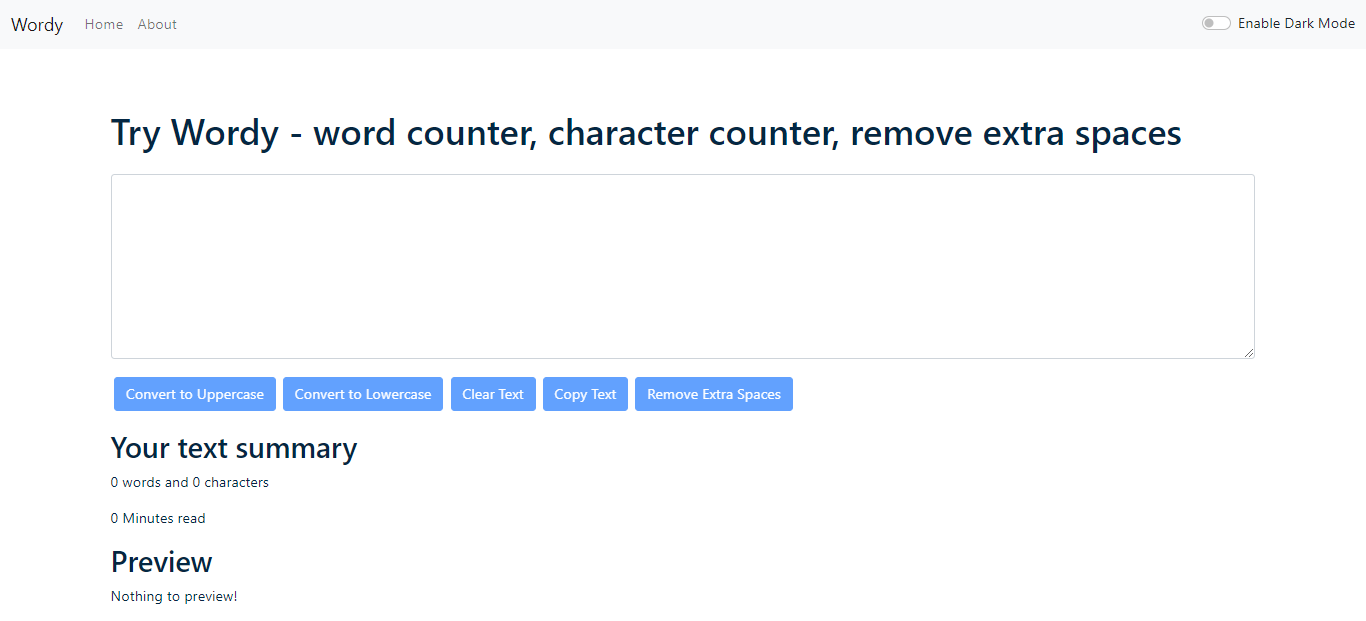 Wordy Home About Enable Dark Mode
Try Wordy - word counter, character counter, remove extra spaces
Convert to Uppercase Convert to Lowercase Clear Text Copy Text Remove Extra Spaces
Your text summary
0 words and 0 characters
0 Minutes read
Preview
Nothing to preview!